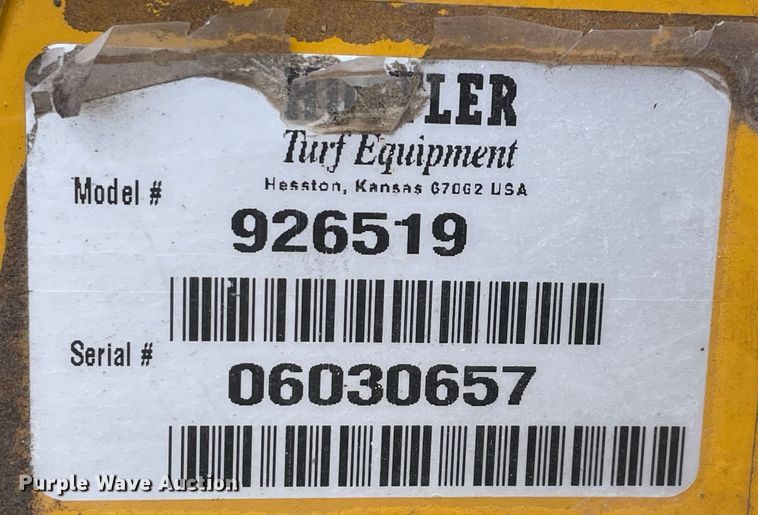 Turf Equipment
Hesston, Kansas 67062 USA
Model #
926519
Serial #
06030657
Purple Wave Auction